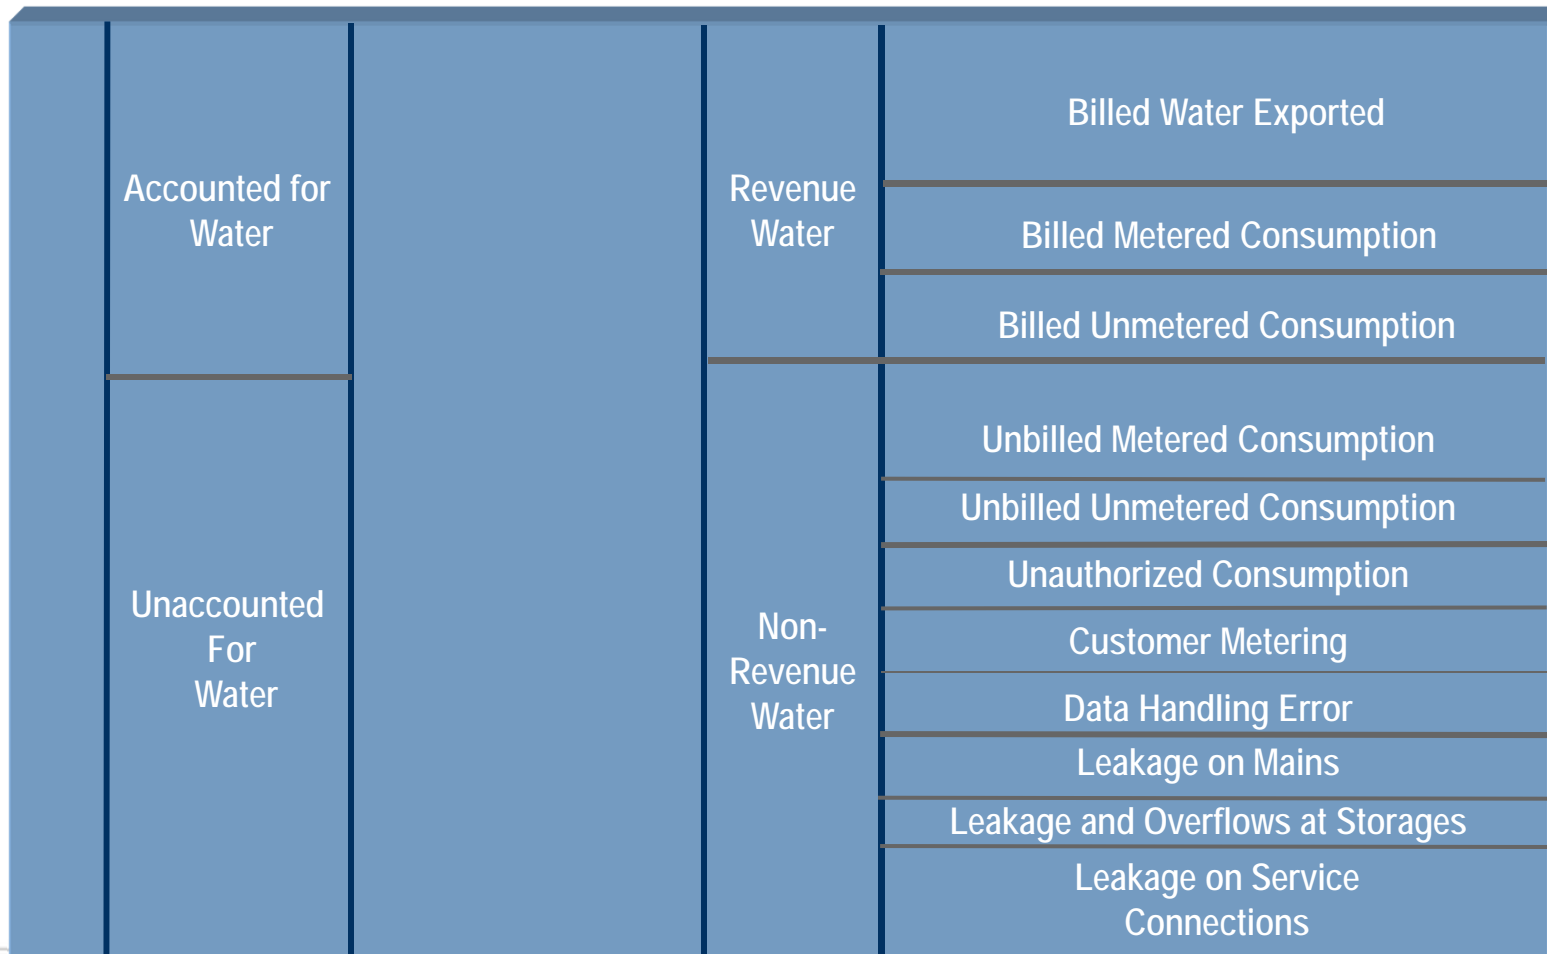 Accounted for
Water
Unaccounted
For
Water
Revenue
Water
Non-
Revenue
Water
Billed Water Exported
Billed Metered Consumption
Billed Unmetered Consumption
Unbilled Metered Consumption
Unbilled Unmetered Consumption
Unauthorized Consumption
Customer Metering
Data Handling Error
Leakage on Mains
Leakage and Overflows at Storages
Leakage on Service
Connections